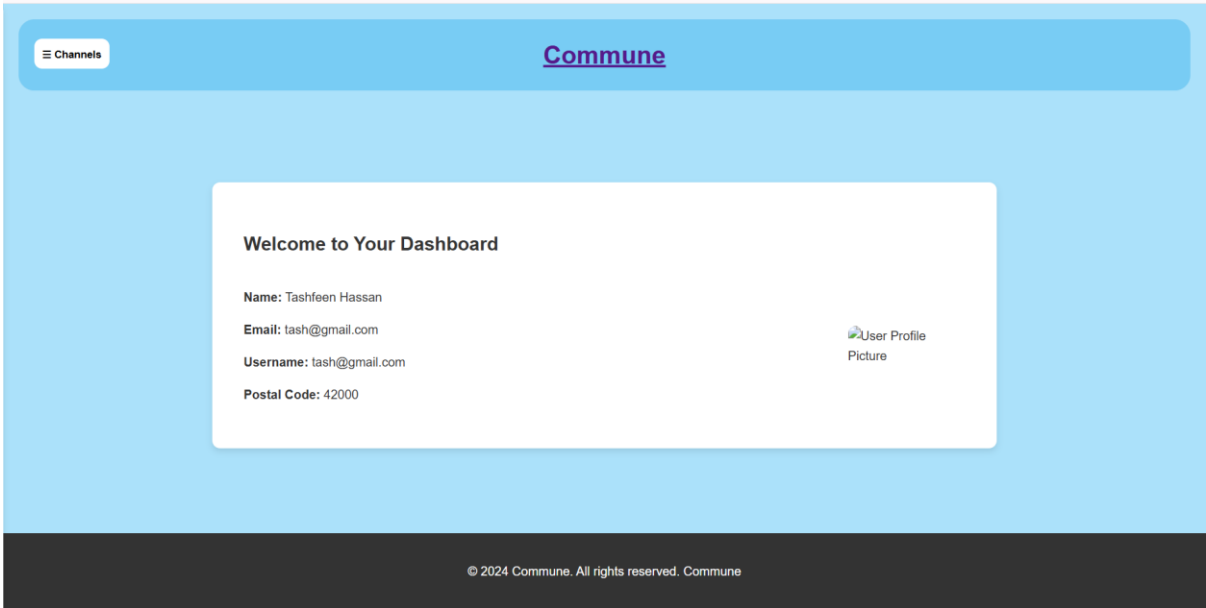 ☰ Channels
Commune
Welcome to Your Dashboard
Name: Tashfeen Hassan
Email: tash@gmail.com
Username: tash@gmail.com
Postal Code: 42000
User Profile
Picture
© 2024 Commune. All rights reserved. Commune